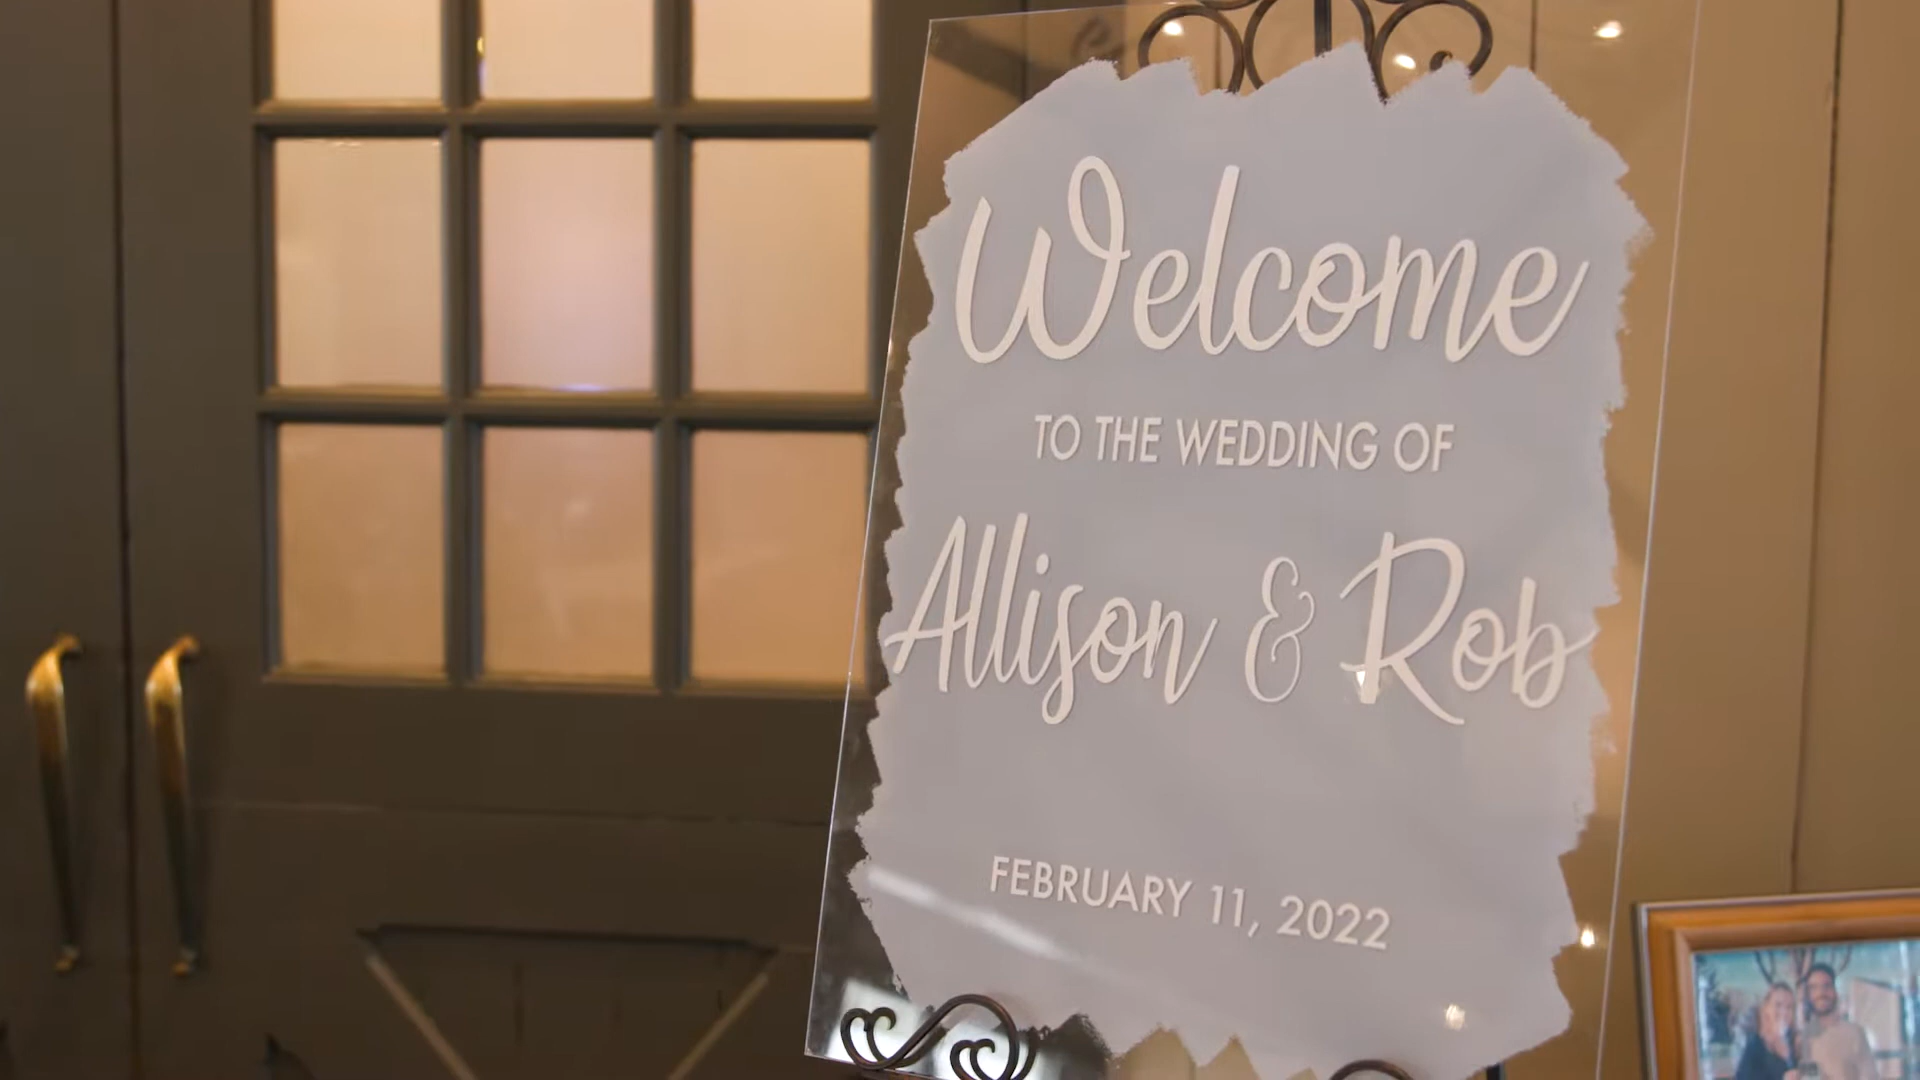 Welcome
TO THE WEDDING OF
Allison & Rob
FEBRUARY 11, 2022